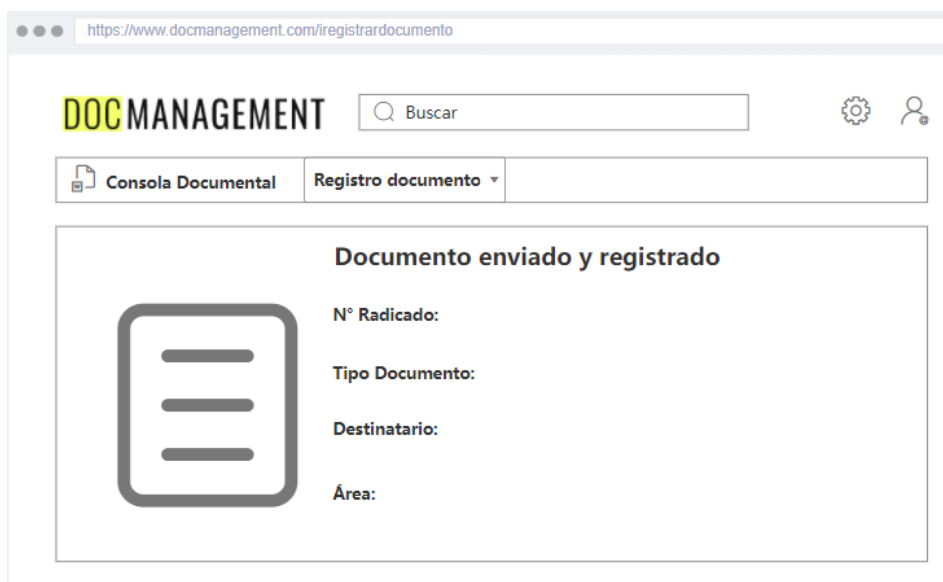 https://www.docmanagement.com/iregistrardocumento
DOCMANAGEMENT
Buscar
Consola Documental
Registro documento
Documento enviado y registrado
N° Radicado:
Tipo Documento:
Destinatario:
Área: